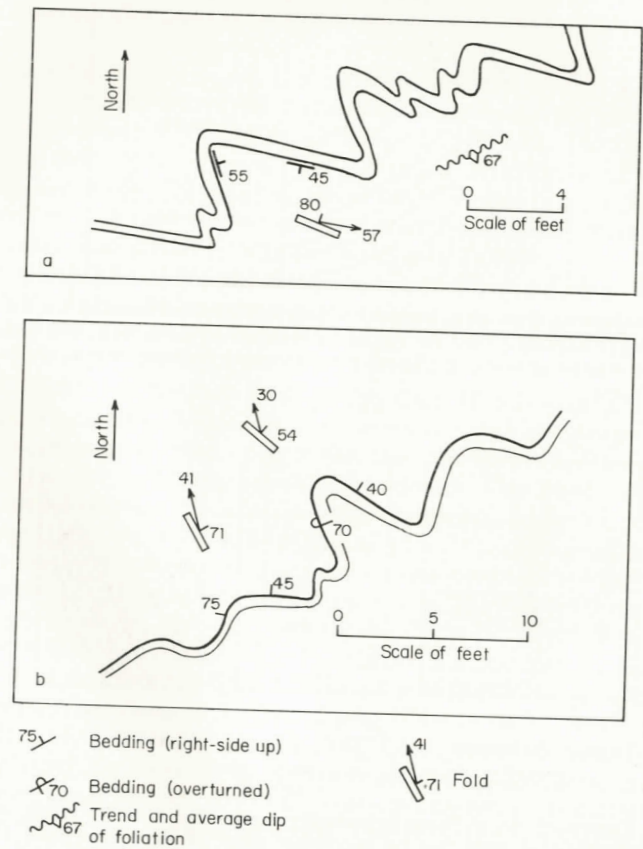 North
55
45
80
57
67
0 4
Scale of feet
a
North
30
54
41
71
40
70
45
75
0 5 10
Scale of feet
b
75 Bedding (right-side up)
70 Bedding (overturned)
67 Trend and average dip
of foliation
41
71 Fold